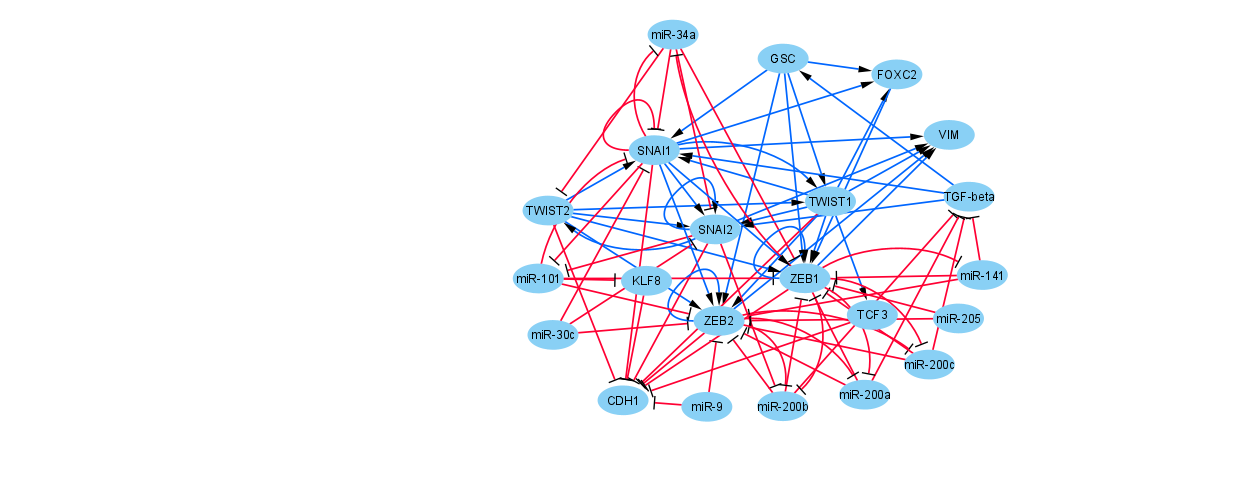 miR-34a
GSC
FOXC2
VIM
SNAI1
TGF-beta
TWIST1
TWIST2
SNAI2
miR-101
KLF8
ZEB1
miR-141
ZEB2
TCF3
miR-205
miR-30c
miR-200c
CDH1
miR-9
miR-200b
miR-200a